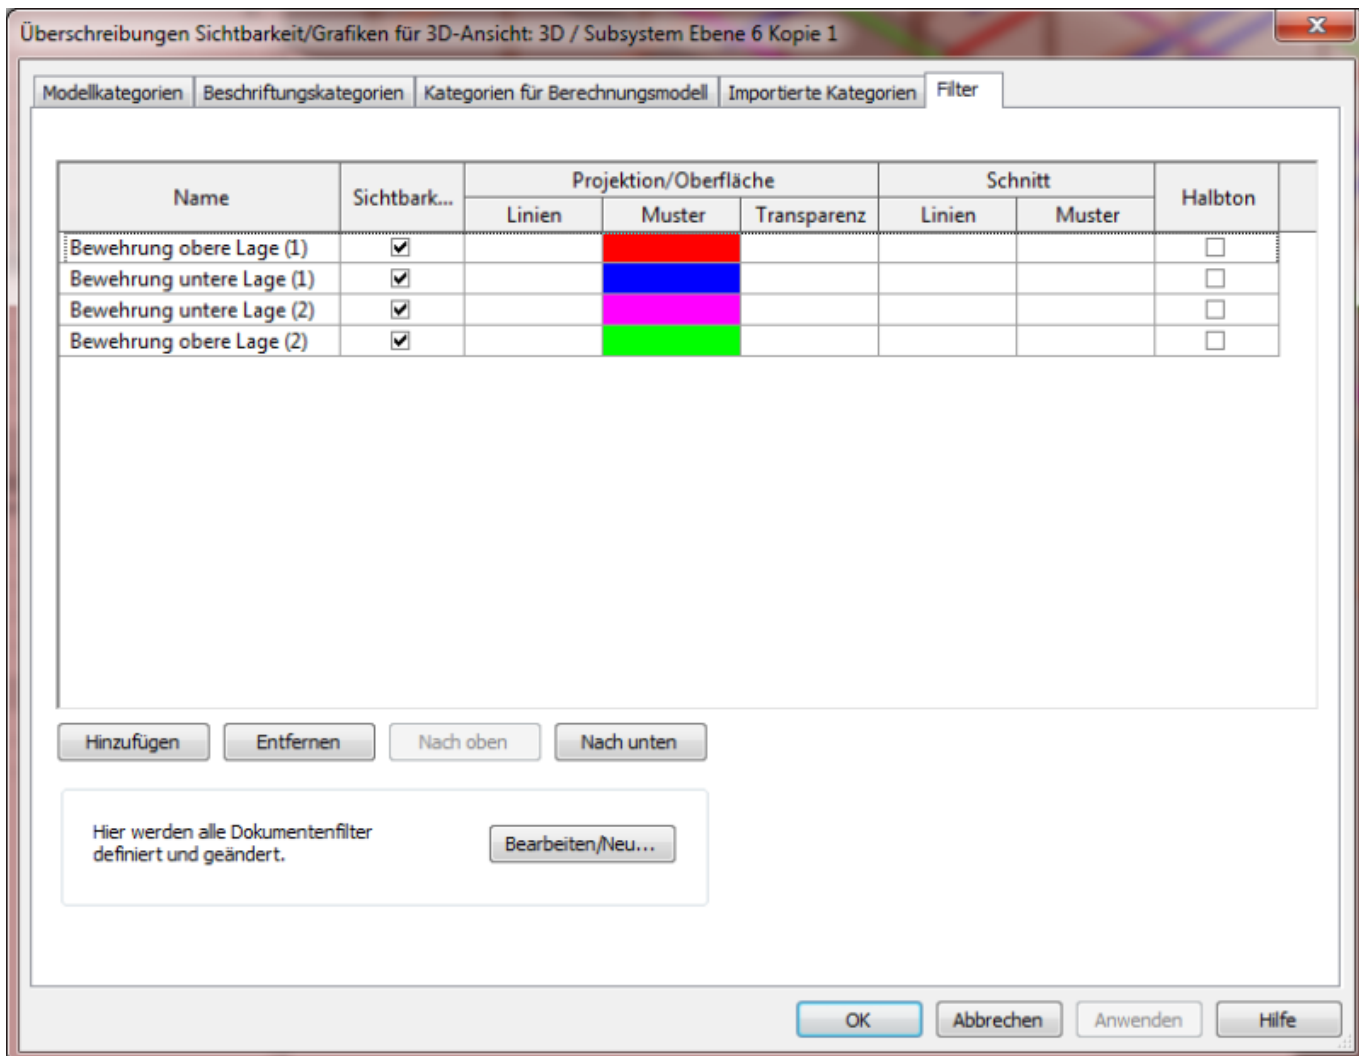 Überschreibungen Sichtbarkeit/Grafiken für 3D-Ansicht: 3D / Subsystem Ebene 6 Kopie 1
Modellkategorien Beschriftungskategorien Kategorien für Berechnungsmodell Importierte Kategorien Filter
Name Sichtbark... Projektion/Oberfläche Schnitt Halbton
Linien Muster Transparenz Linien Muster
Bewehrung obere Lage (1)
Bewehrung untere Lage (1)
Bewehrung untere Lage (2)
Bewehrung obere Lage (2)
Hinzufügen Entfernen Nach oben Nach unten
Hier werden alle Dokumentenfilter
definiert und geändert.
Bearbeiten/Neu...
OK Abbrechen Anwenden Hilfe